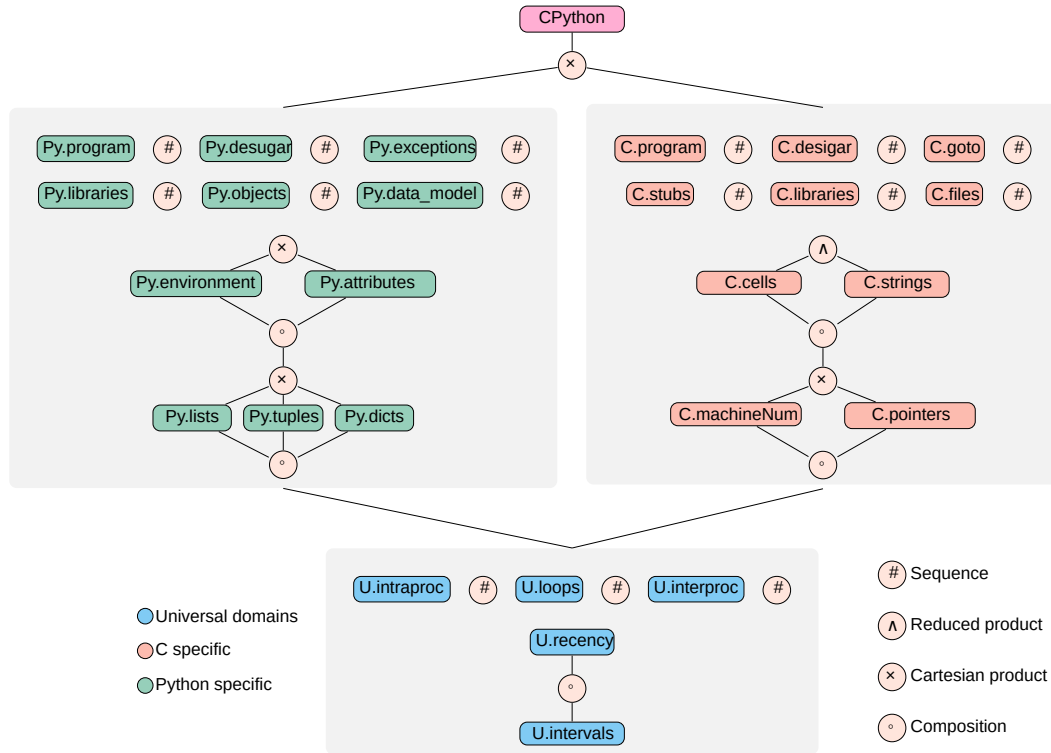 CPython
×
Py.program # Py.desugar # Py.exceptions #
Py.libraries # Py.objects # Py.data_model #
×
Py.environment Py.attributes
∘
×
Py.lists Py.tuples Py.dicts
∘
C.program # C.desigar # C.goto #
C.stubs # C.libraries # C.files #
∧
C.cells C.strings
∘
×
C.machineNum C.pointers
∘
U.intraproc # U.loops # U.interproc #
U.recency
∘
U.intervals
Universal domains
C specific
Python specific
# Sequence
∧ Reduced product
× Cartesian product
∘ Composition